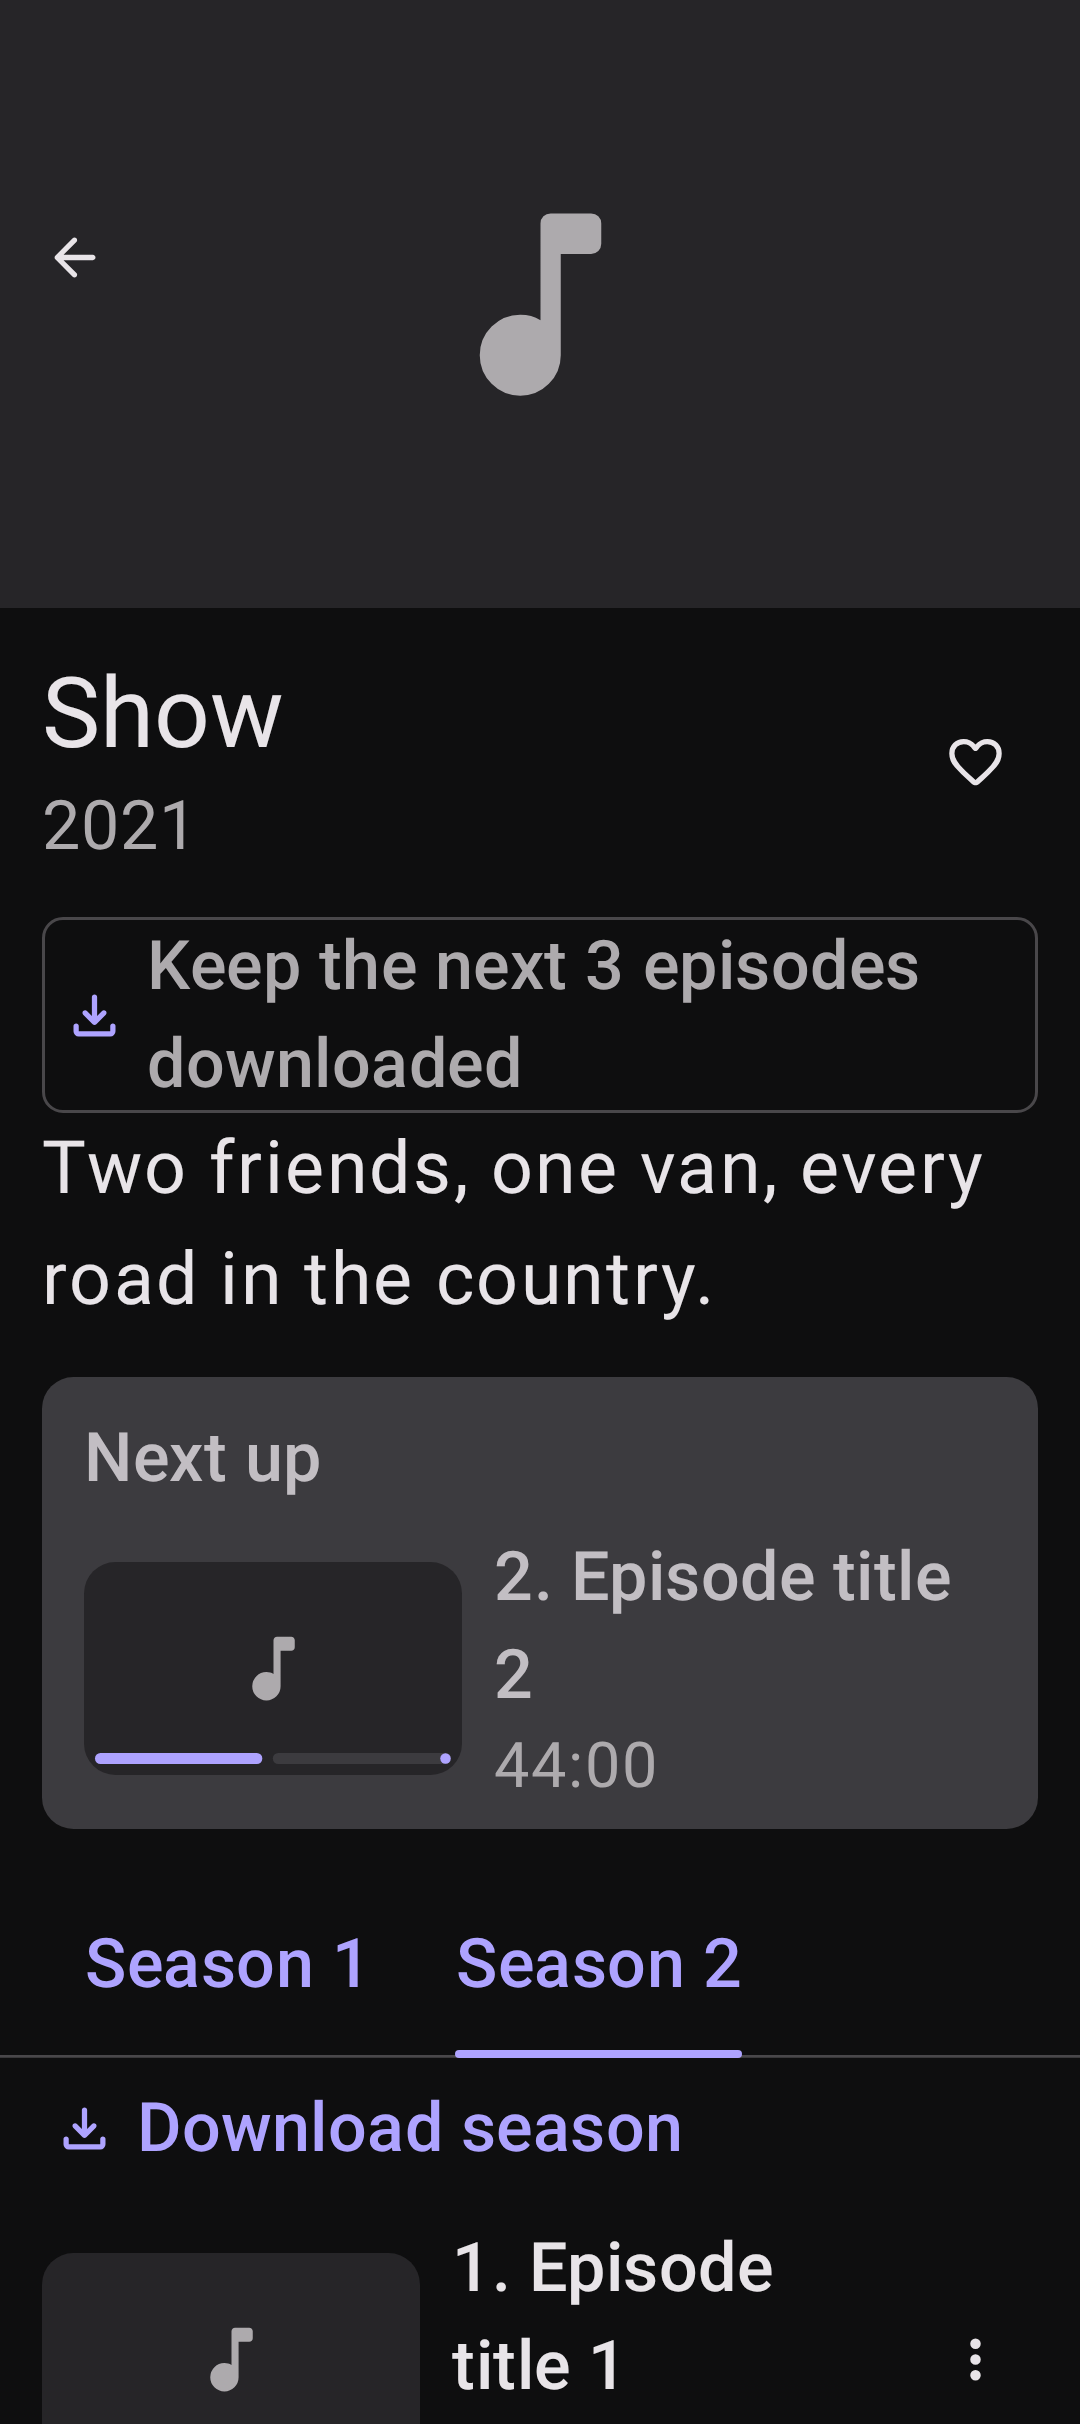 Show
2021
Keep the next 3 episodes
downloaded
Two friends, one van, every
road in the country.
Next up
2. Episode title
2
44:00
Season 1 Season 2
Download season
1. Episode
title 1